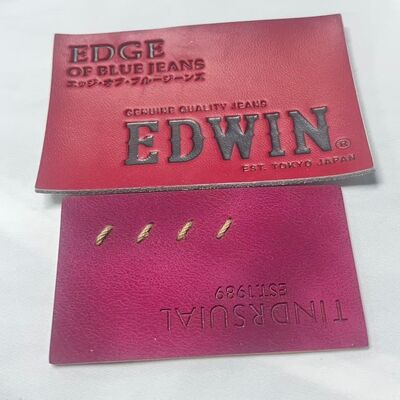 EDGE
OF BLUE JEANS
エッジ・オブ・ブルージーンズ
GENUINE QUALITY JEANS
EDWIN®
EST. TOKYO JAPAN
TINDRSUIAL
EST.1989